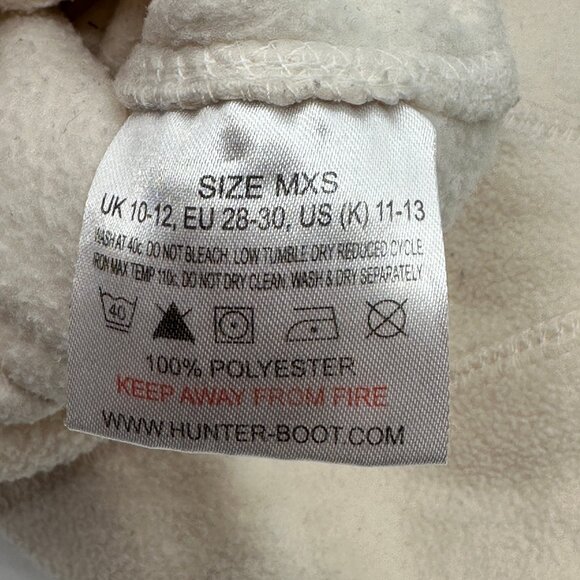 SIZE MXS
UK 10-12, EU 28-30, US (K) 11-13
WASH AT 40c. DO NOT BLEACH. LOW TUMBLE DRY REDUCED CYCLE
IRON MAX TEMP 110c. DO NOT DRY CLEAN. WASH & DRY SEPARATELY
40
100% POLYESTER
KEEP AWAY FROM FIRE
WWW.HUNTER-BOOT.COM